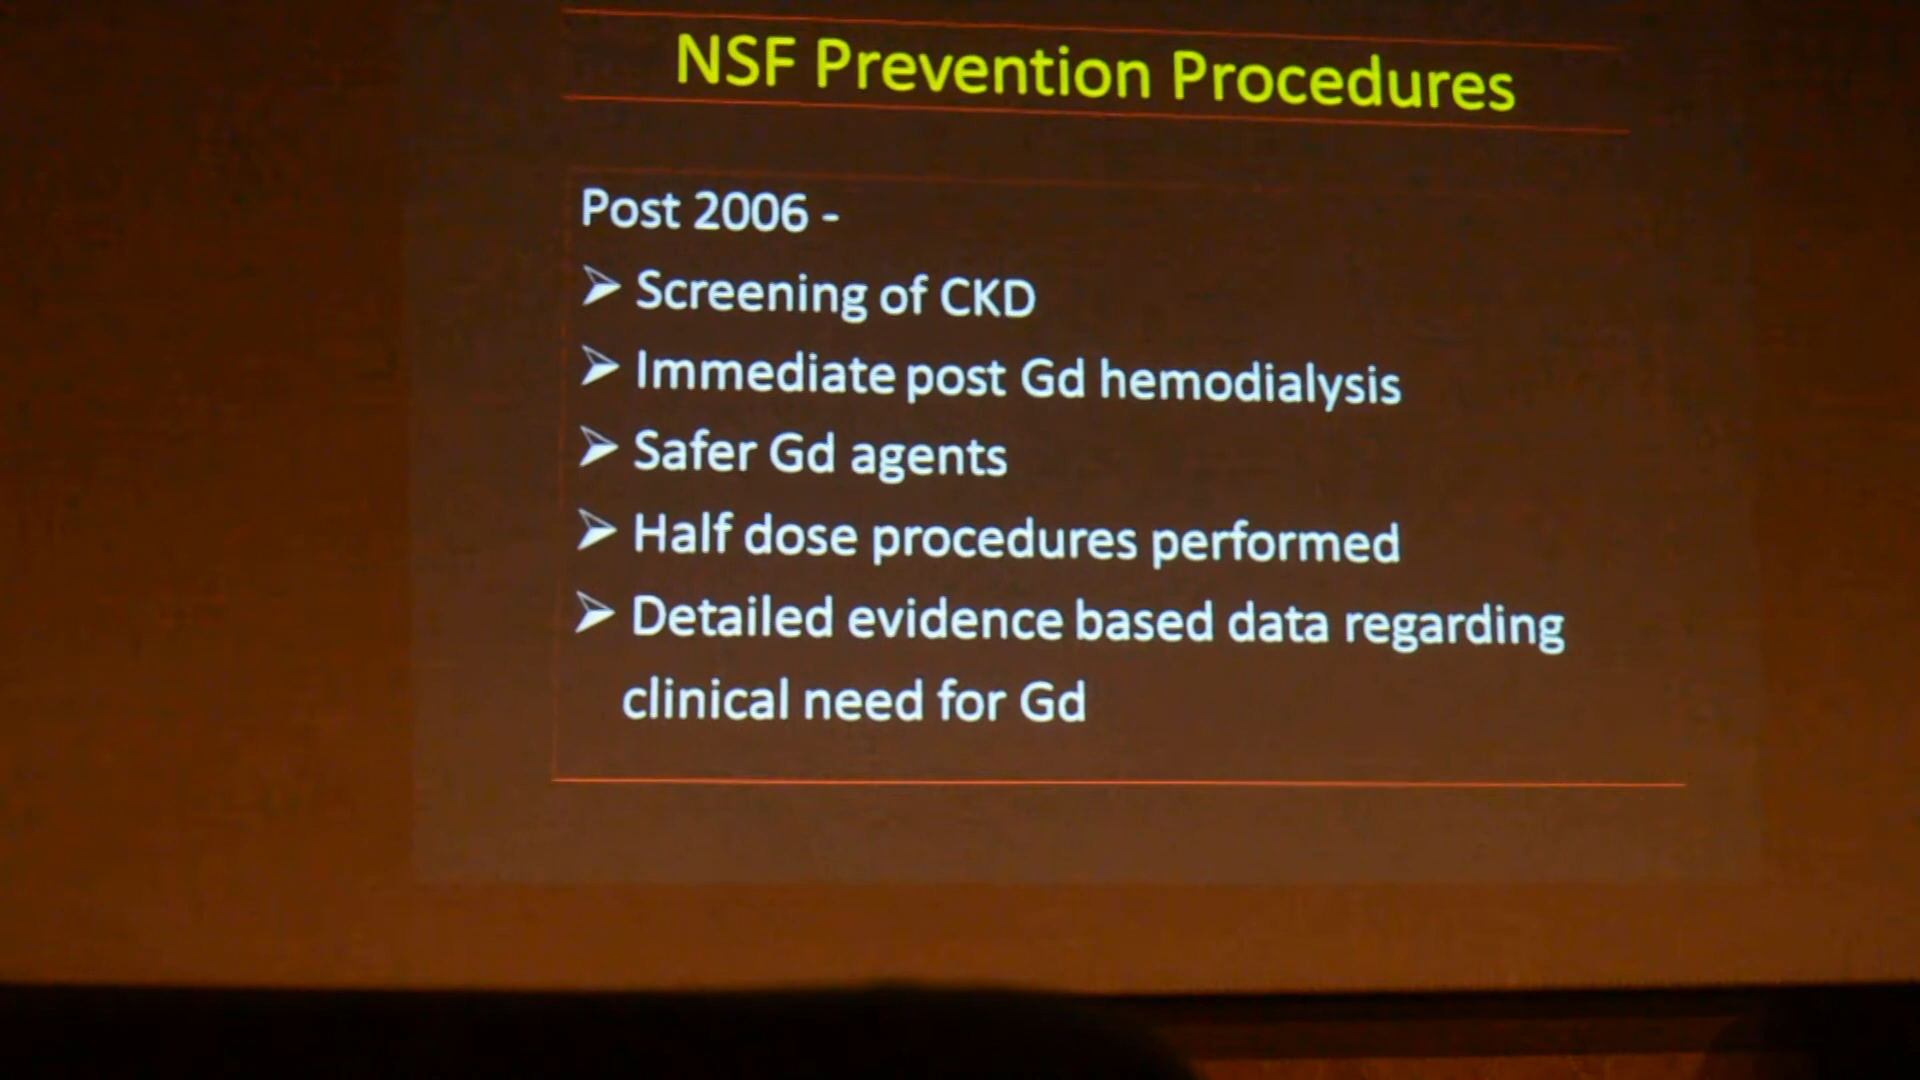 NSF Prevention Procedures
Post 2006 -
➢ Screening of CKD
➢ Immediate post Gd hemodialysis
➢ Safer Gd agents
➢ Half dose procedures performed
➢ Detailed evidence based data regarding
clinical need for Gd